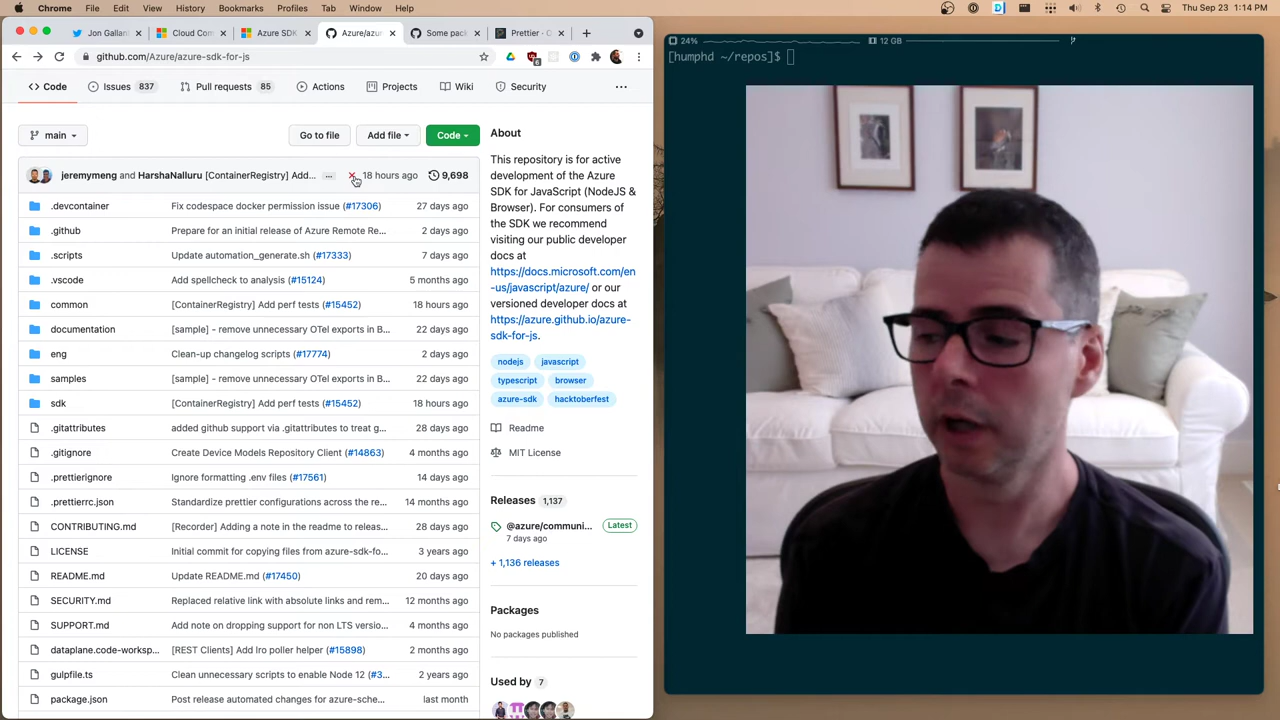 Chrome File Edit View History Bookmarks Profiles Tab Window Help Thu Sep 23 1:14 PM
Jon Gallan × Cloud Com × Azure SDK × Azure/azur × Some pack × Prettier · O × +
github.com/Azure/azure-sdk-for-js
6
24% 12 GB
[humphd ~/repos]$
Code Issues 837 Pull requests 85 Actions Projects Wiki Security ...
main Go to file Add file Code
jeremymeng and HarshaNalluru [ContainerRegistry] Add... ... 18 hours ago 9,698
.devcontainer Fix codespace docker permission issue (#17306) 27 days ago
.github Prepare for an initial release of Azure Remote Re... 2 days ago
.scripts Update automation_generate.sh (#17333) 7 days ago
.vscode Add spellcheck to analysis (#15124) 5 months ago
common [ContainerRegistry] Add perf tests (#15452) 18 hours ago
documentation [sample] - remove unnecessary OTel exports in B... 22 days ago
eng Clean-up changelog scripts (#17774) 2 days ago
samples [sample] - remove unnecessary OTel exports in B... 22 days ago
sdk [ContainerRegistry] Add perf tests (#15452) 18 hours ago
.gitattributes added github support via .gitattributes to treat g... 28 days ago
.gitignore Create Device Models Repository Client (#14863) 4 months ago
.prettierignore Ignore formatting .env files (#17561) 14 days ago
.prettierrc.json Standardize prettier configurations across the re... 14 months ago
CONTRIBUTING.md [Recorder] Adding a note in the readme to releas... 28 days ago
LICENSE Initial commit for copying files from azure-sdk-fo... 3 years ago
README.md Update README.md (#17450) 20 days ago
SECURITY.md Replaced relative link with absolute links and rem... 12 months ago
SUPPORT.md Add note on dropping support for non LTS versio... 4 months ago
dataplane.code-worksp... [REST Clients] Add lro poller helper (#15898) 2 months ago
gulpfile.ts Clean unnecessary scripts to enable Node 12 (#3... 2 years ago
package.json Post release automated changes for azure-sche... last month
About
This repository is for active
development of the Azure
SDK for JavaScript (NodeJS &
Browser). For consumers of
the SDK we recommend
visiting our public developer
docs at
https://docs.microsoft.com/en
-us/javascript/azure/ or our
versioned developer docs at
https://azure.github.io/azure-
sdk-for-js.
nodejs javascript
typescript browser
azure-sdk hacktoberfest
Readme
MIT License
Releases 1,137
@azure/communi... Latest
7 days ago
+ 1,136 releases
Packages
No packages published
Used by 7